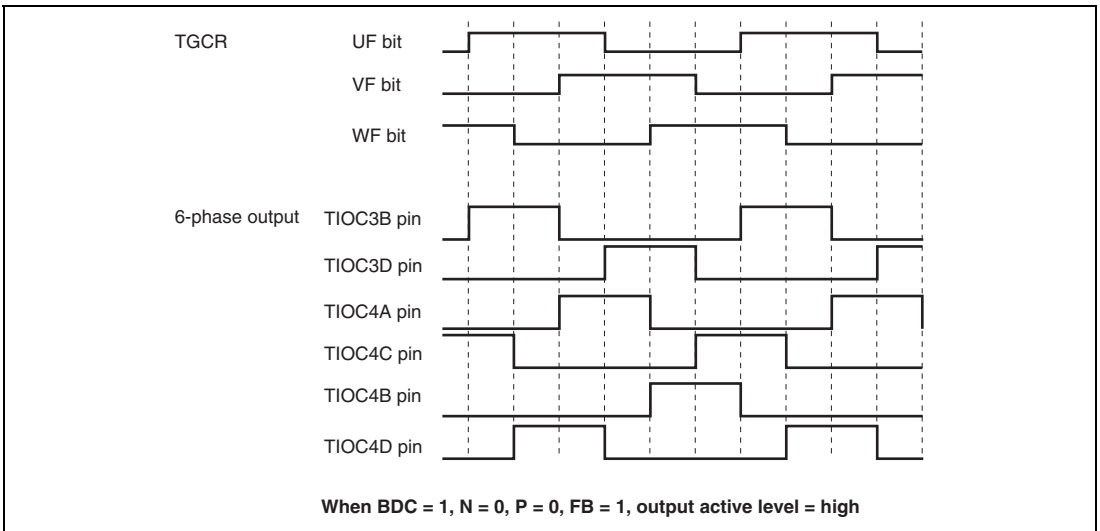 TGCR UF bit
VF bit
WF bit
6-phase output TIOC3B pin
TIOC3D pin
TIOC4A pin
TIOC4C pin
TIOC4B pin
TIOC4D pin
When BDC = 1, N = 0, P = 0, FB = 1, output active level = high